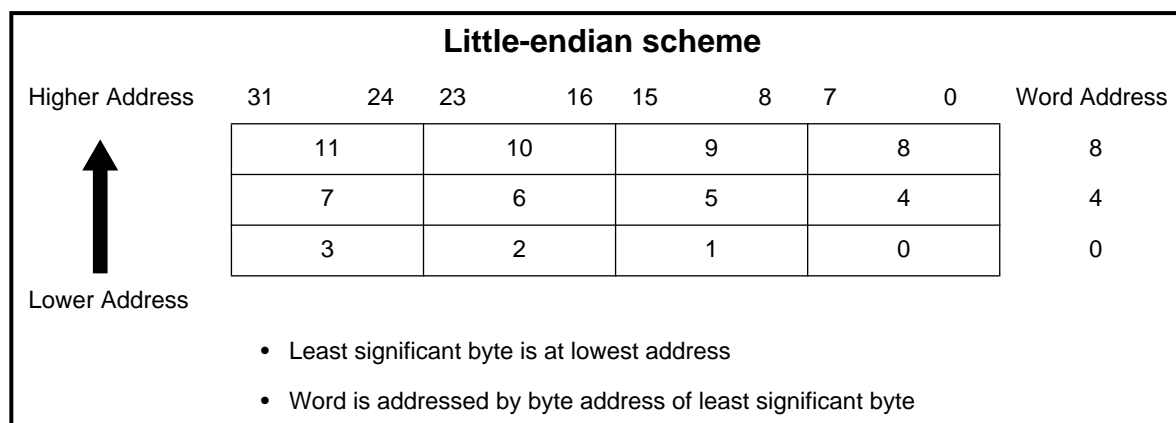 Little-endian scheme
Higher Address 31 24 23 16 15 8 7 0 Word Address
11 10 9 8 8
7 6 5 4 4
3 2 1 0 0
Lower Address
• Least significant byte is at lowest address
• Word is addressed by byte address of least significant byte